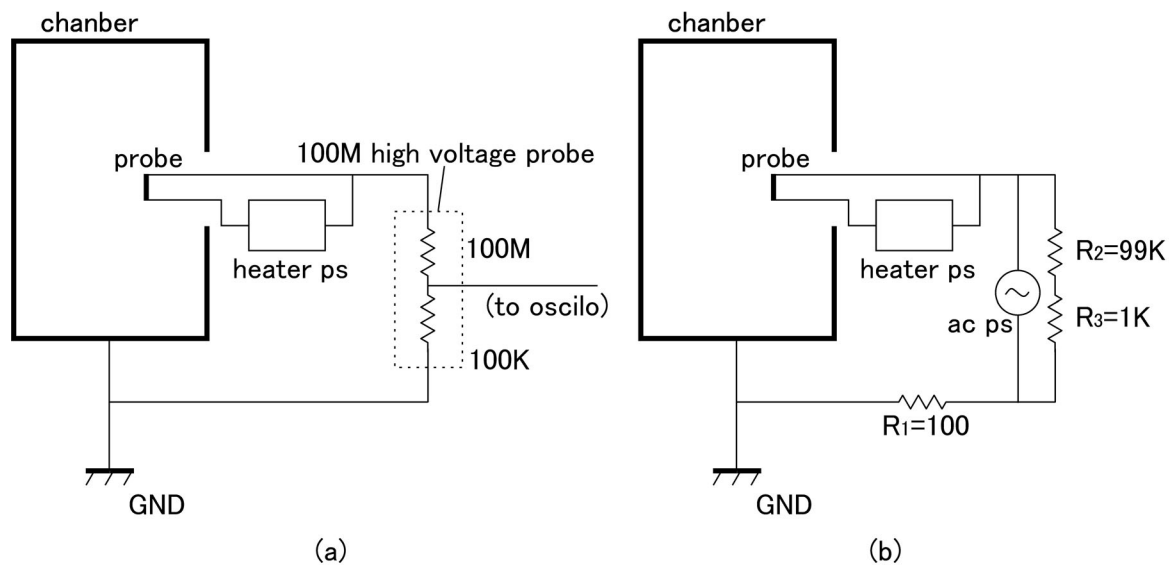 chanber
probe
100M high voltage probe
heater ps
100M
(to oscilo)
100K
GND
(a)
chanber
probe
heater ps
ac ps
R₂=99K
R₃=1K
R₁=100
GND
(b)